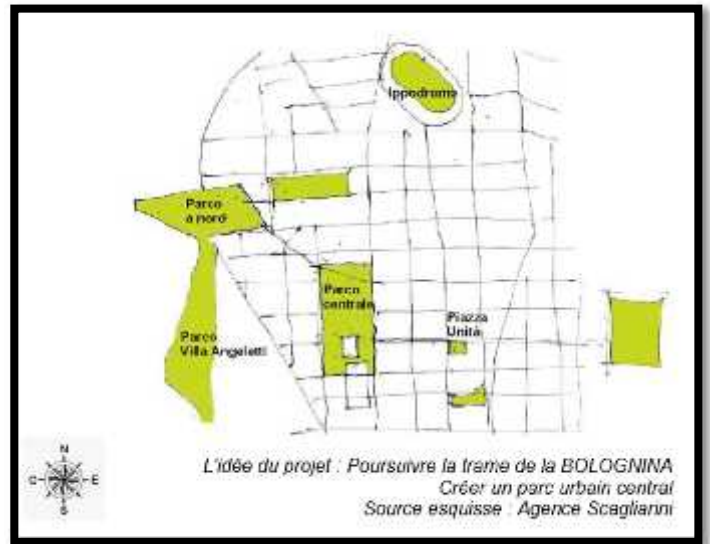 Ippodromo
Parco
a nord
Parco
centrale
Piazza
Unità
Parco
Villa Angeletti
N
O E
S
L'idée du projet : Poursuivre la trame de la BOLOGNINA
Créer un parc urbain central
Source esquisse : Agence Scagliarini